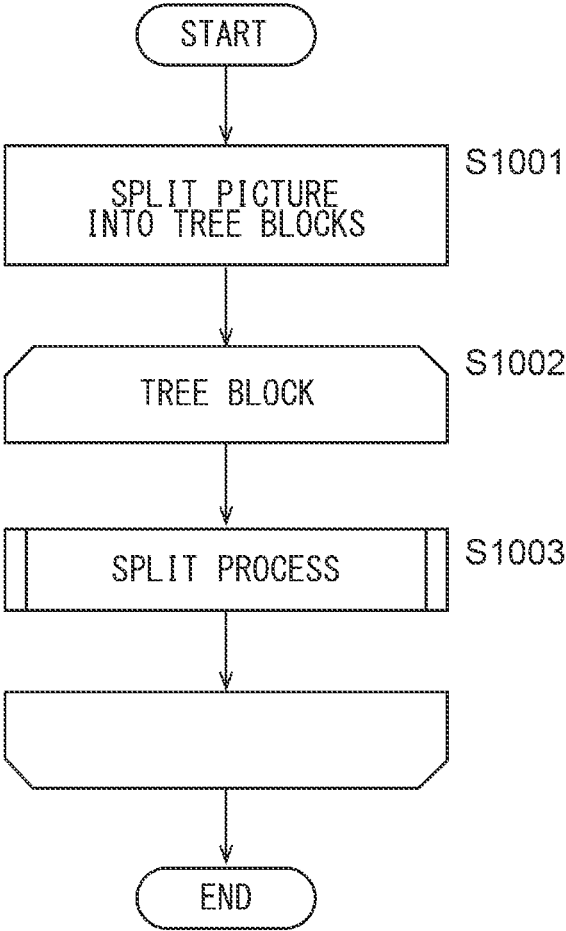 START
S1001
SPLIT PICTURE
INTO TREE BLOCKS
S1002
TREE BLOCK
S1003
SPLIT PROCESS
END